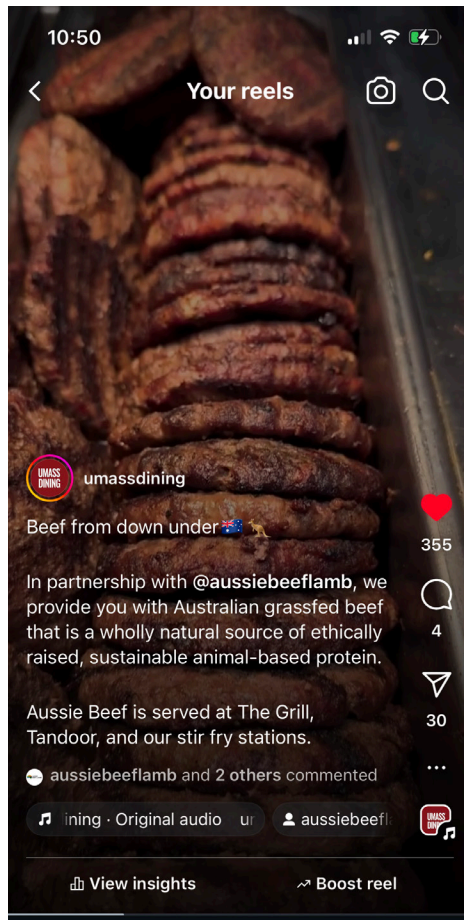 10:50
Your reels
UMASS
DINING
umassdining
Beef from down under🇦🇺🦘
In partnership with @aussiebeeflamb, we
provide you with Australian grassfed beef
that is a wholly natural source of ethically
raised, sustainable animal-based protein.
Aussie Beef is served at The Grill,
Tandoor, and our stir fry stations.
355
4
30
...
aussiebeeflamb and 2 others commented
ining · Original audio
aussiebeefl
UMASS
View insights
Boost reel